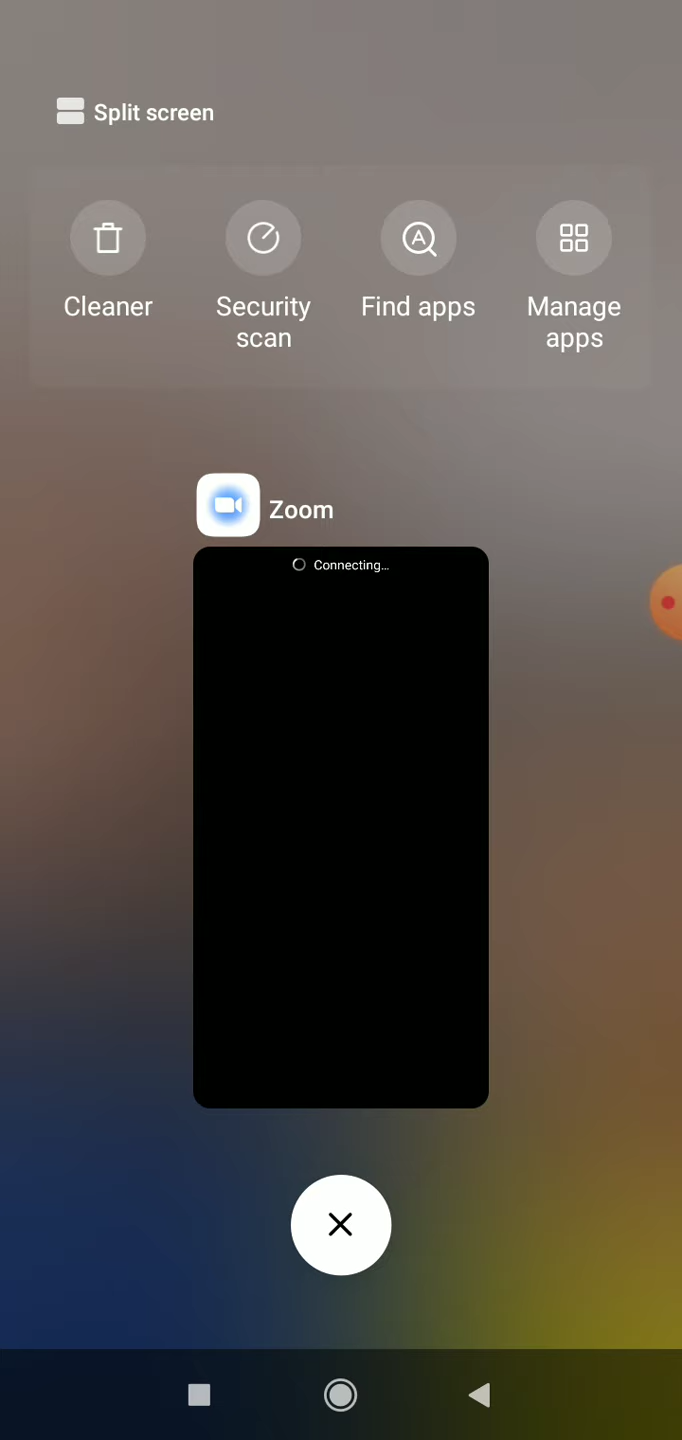 Split screen
Cleaner
Security
scan
Find apps
Manage
apps
Zoom
Connecting...